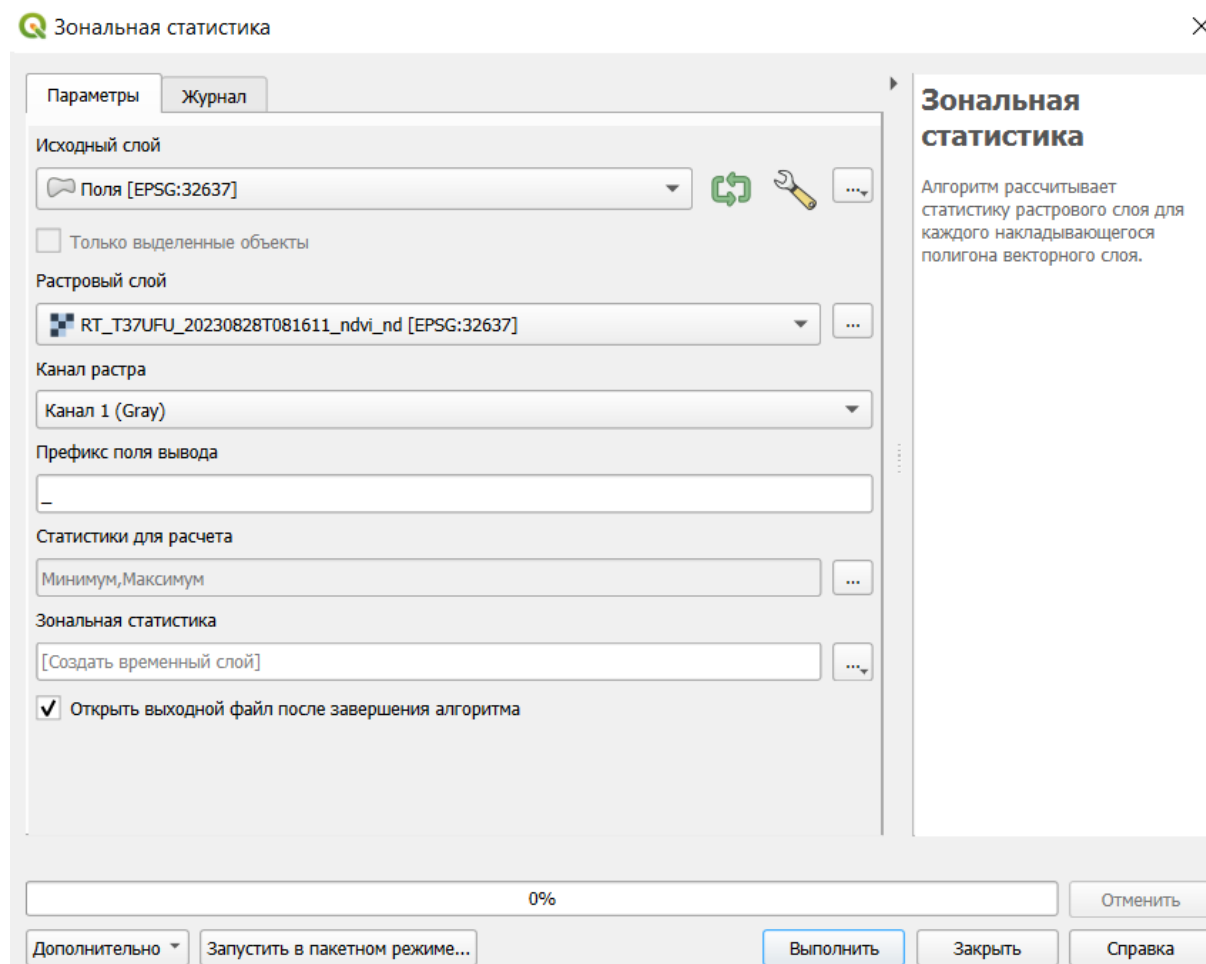 Зональная статистика
Параметры
Журнал
Исходный слой
Поля [EPSG:32637]
...
Только выделенные объекты
Растровый слой
RT_T37UFU_20230828T081611_ndvi_nd [EPSG:32637]
...
Канал растра
Канал 1 (Gray)
Префикс поля вывода
_
Статистики для расчета
Минимум,Максимум
...
Зональная статистика
[Создать временный слой]
...
Открыть выходной файл после завершения алгоритма
Зональная
статистика
Алгоритм рассчитывает
статистику растрового слоя для
каждого накладывающегося
полигона векторного слоя.
0%
Отменить
Дополнительно
Запустить в пакетном режиме...
Выполнить
Закрыть
Справка